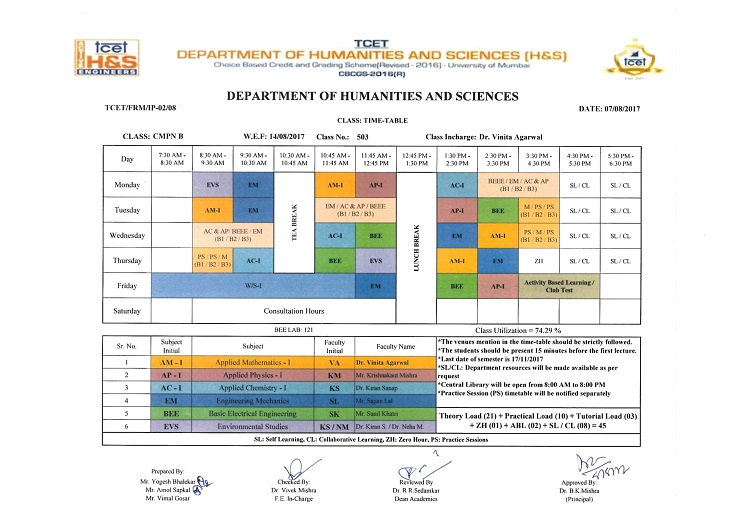 tcet
H&S
ENGINEERS
TCET
DEPARTMENT OF HUMANITIES AND SCIENCES (H&S)
Choice Based Credit and Grading Scheme(Revised - 2016) - University of Mumbai
CBCGS-2016(R)
tcet
DEPARTMENT OF HUMANITIES AND SCIENCES
TCET/FRM/IP-02/08
DATE: 07/08/2017
CLASS: TIME-TABLE
CLASS: CMPN B W.E.F: 14/08/2017 Class No.: 503 Class Incharge: Dr. Vinita Agarwal
Day 7:30 AM - 8:30 AM 8:30 AM - 9:30 AM 9:30 AM - 10:30 AM 10:30 AM - 10:45 AM 10:45 AM - 11:45 AM 11:45 AM - 12:45 PM 12:45 PM - 1:30 PM 1:30 PM - 2:30 PM 2:30 PM - 3:30 PM 3:30 PM - 4:30 PM 4:30 PM - 5:30 PM 5:30 PM - 6:30 PM
Monday EVS EM AM-I AP-I AC-I BEEE / EM / AC & AP (B1 / B2 / B3) SL / CL SL / CL
TEA BREAK
LUNCH BREAK
Tuesday AM-I EM EM / AC & AP / BEEE (B1 / B2 / B3) AP-I BEE M / PS / PS (B1 / B2 / B3) SL / CL SL / CL
Wednesday AC & AP/ BEEE / EM (B1 / B2 / B3) AC-I BEE EM AM-I PS / M / PS (B1 / B2 / B3) SL / CL SL / CL
Thursday PS / PS / M (B1 / B2 / B3) AC-I BEE EVS AM-I EM ZH SL / CL SL / CL
Friday W/S-I EM BEE AP-I Activity Based Learning / Club Test
Saturday Consultation Hours
BEE LAB: 121
Class Utilization = 74.29 %
Sr. No. Subject Initial Subject Faculty Initial Faculty Name
1 AM - I Applied Mathematics - I VA Dr. Vinita Agarwal
2 AP - I Applied Physics - I KM Mr. Krishnakant Mishra
3 AC - I Applied Chemistry - I KS Dr. Kiran Sanap
4 EM Engineering Mechanics SL Mr. Sagan Lal
5 BEE Basic Electrical Engineering SK Mr. Sunil Khatri
6 EVS Environmental Studies KS / NM Dr. Kiran S. / Dr. Neha M.
*The venues mention in the time-table should be strictly followed.
*The students should be present 15 minutes before the first lecture.
*Last date of semester is 17/11/2017
*SL/CL: Department resources will be made available as per
request
*Central Library will be open from 8:00 AM to 8:00 PM
*Practice Session (PS) timetable will be notified separately
Theory Load (21) + Practical Load (10) + Tutorial Load (03)
+ ZH (01) + ABL (02) + SL / CL (08) = 45
SL: Self Learning, CL: Collaborative Learning, ZH: Zero Hour, PS: Practice Sessions
Prepared By:
Mr. Yogesh Bhalekar
Mr. Amol Sapkal
Mr. Vimal Gosar
Checked By:
Dr. Vivek Mishra
F.E. In-Charge
Reviewed By
Dr. R.R.Sedamkar
Dean Academics
Approved By:
Dr. B.K.Mishra
(Principal)